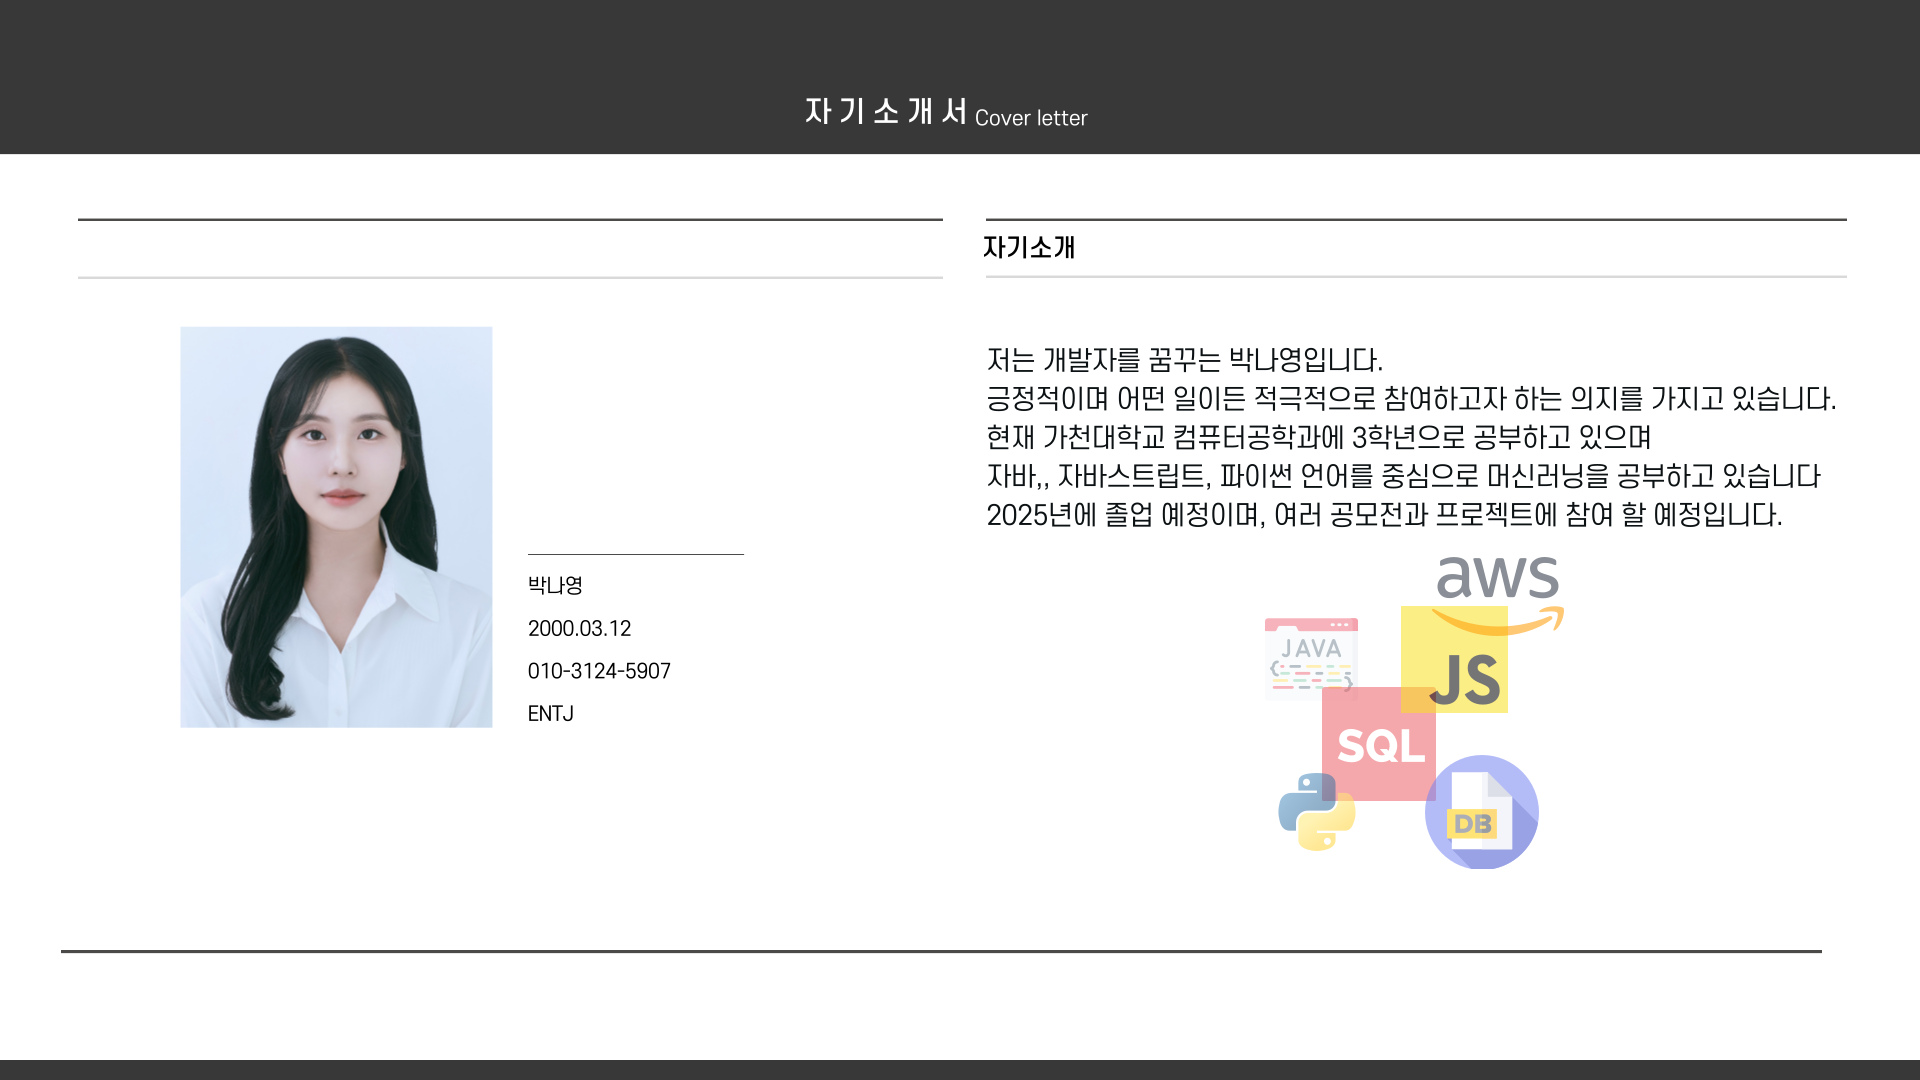 자기소개서 Cover letter
자기소개
저는 개발자를 꿈꾸는 박나영입니다.
긍정적이며 어떤 일이든 적극적으로 참여하고자 하는 의지를 가지고 있습니다.
현재 가천대학교 컴퓨터공학과에 3학년으로 공부하고 있으며
자바,, 자바스트립트, 파이썬 언어를 중심으로 머신러닝을 공부하고 있습니다
2025년에 졸업 예정이며, 여러 공모전과 프로젝트에 참여 할 예정입니다.
박나영
2000.03.12
010-3124-5907
ENTJ
aws
JAVA
JS
SQL
DB